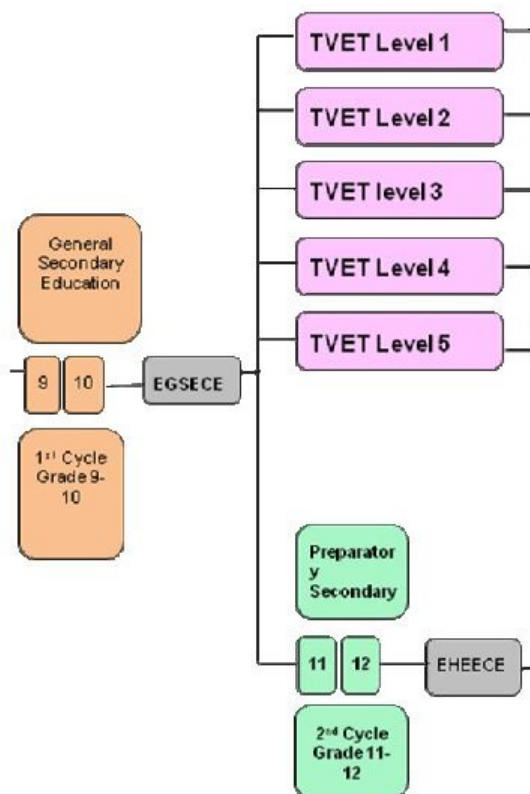 TVET Level 1
TVET Level 2
TVET level 3
TVET Level 4
TVET Level 5
General
Secondary
Education
9
10
EGSECE
1st Cycle
Grade 9-
10
Preparator
y
Secondary
11
12
EHEECE
2nd Cycle
Grade 11-
12